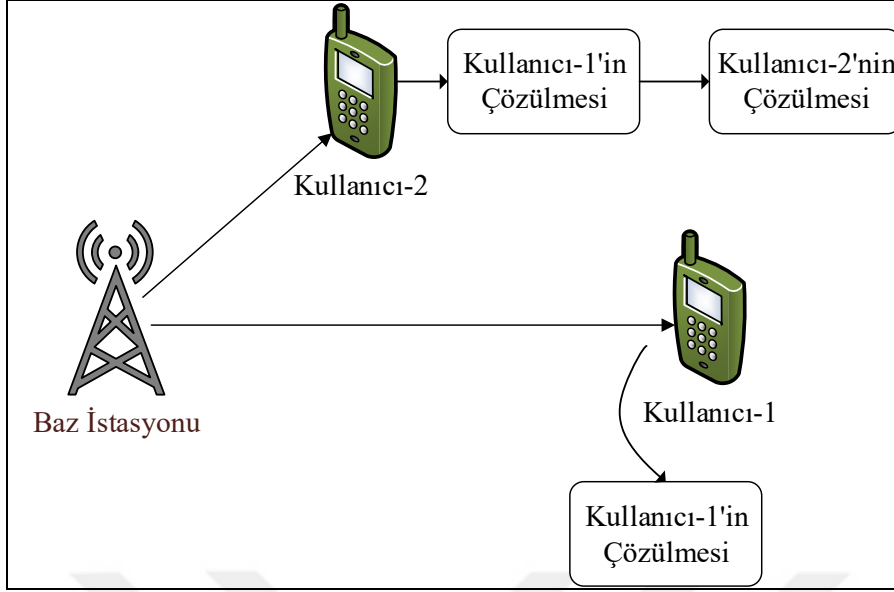 Kullanıcı-1'in
Çözülmesi
Kullanıcı-2'nin
Çözülmesi
Kullanıcı-2
Baz İstasyonu
Kullanıcı-1
Kullanıcı-1'in
Çözülmesi